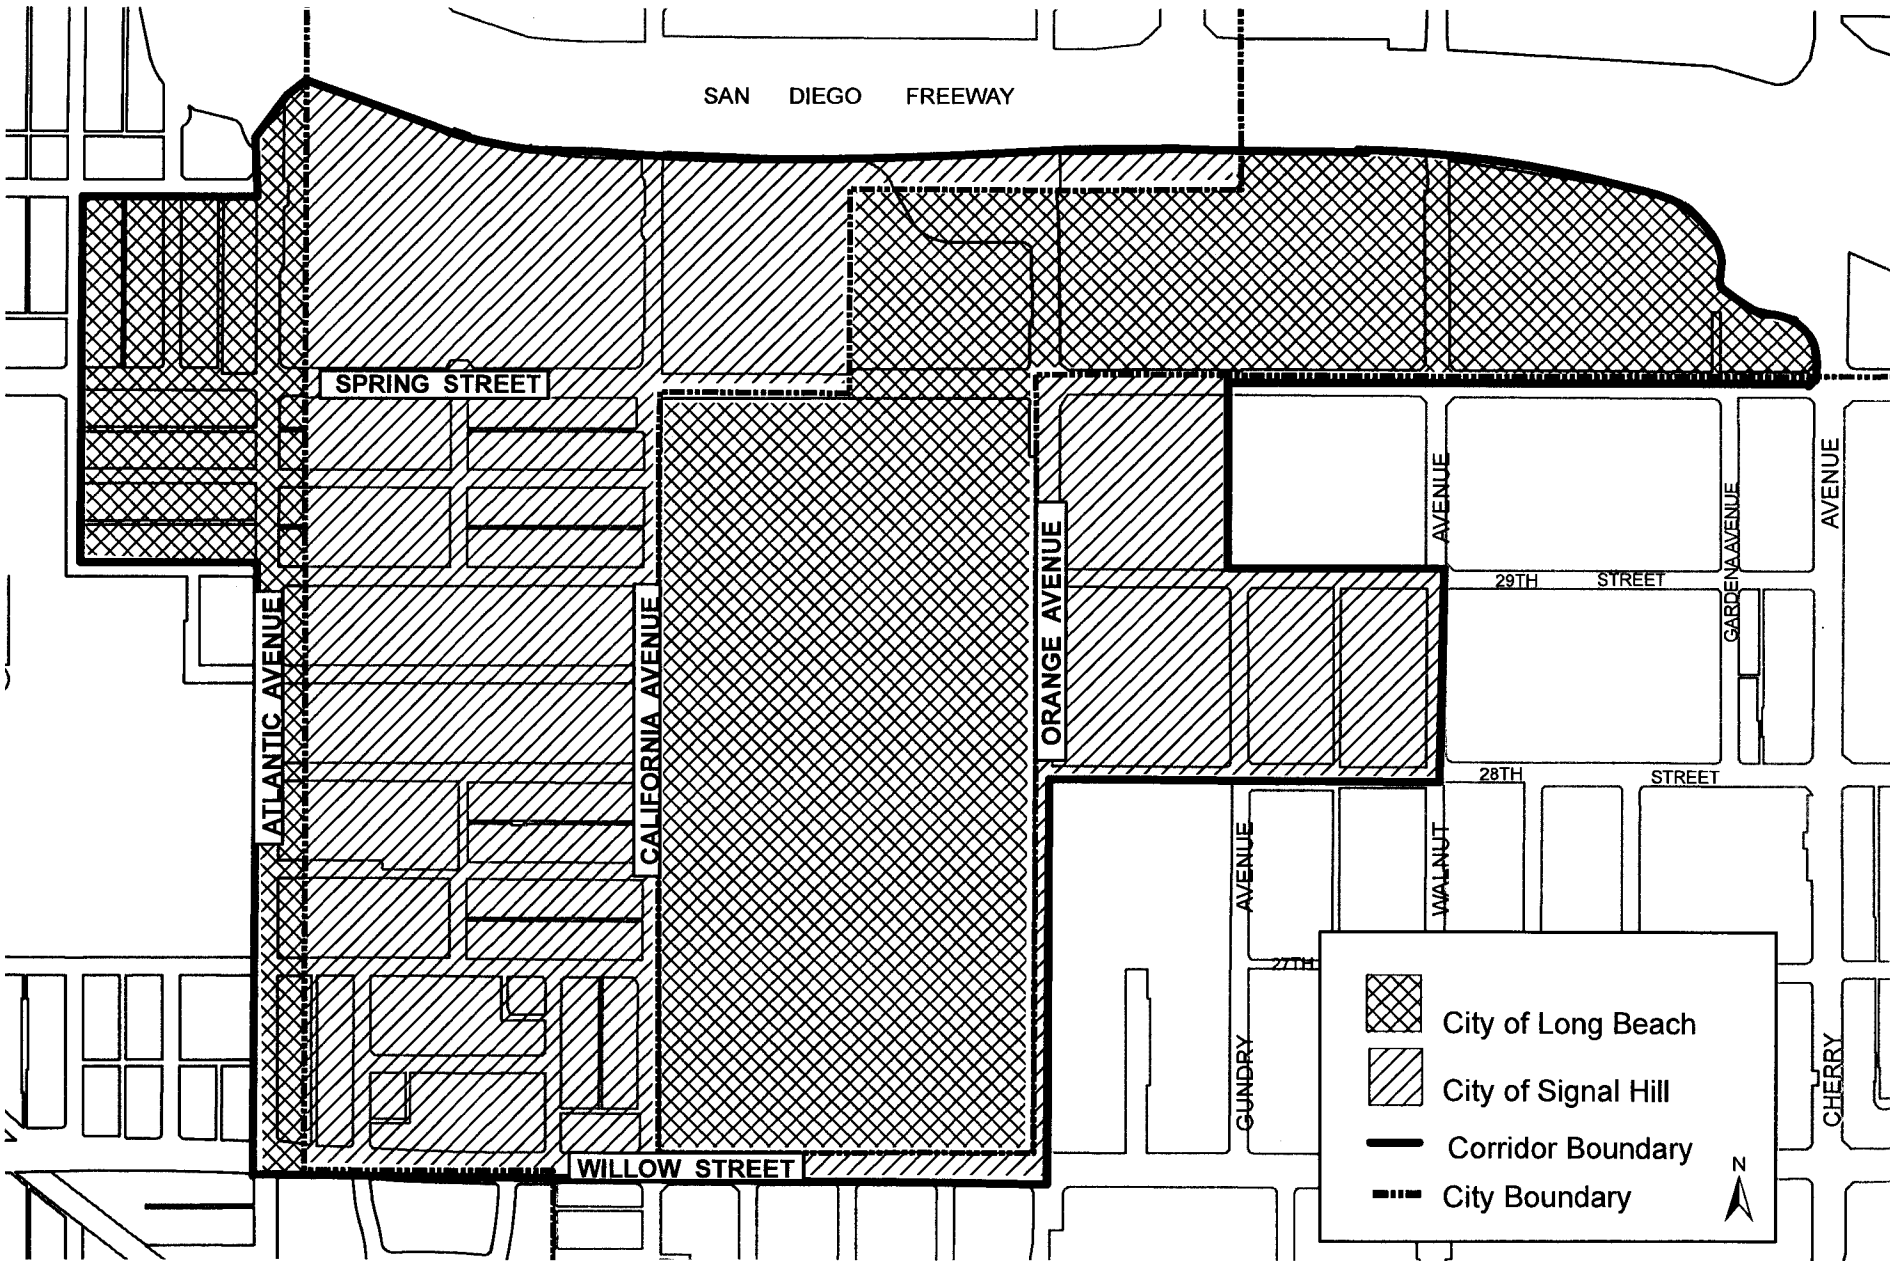 SAN DIEGO FREEWAY
SPRING STREET
ATLANTIC AVENUE
CALIFORNIA AVENUE
ORANGE AVENUE
WILLOW STREET
AVENUE
GARDENA AVENUE
AVENUE
29TH STREET
28TH STREET
AVENUE
WALNUT
27TH
GUNDRY
CHERRY
City of Long Beach
City of Signal Hill
Corridor Boundary
City Boundary
N